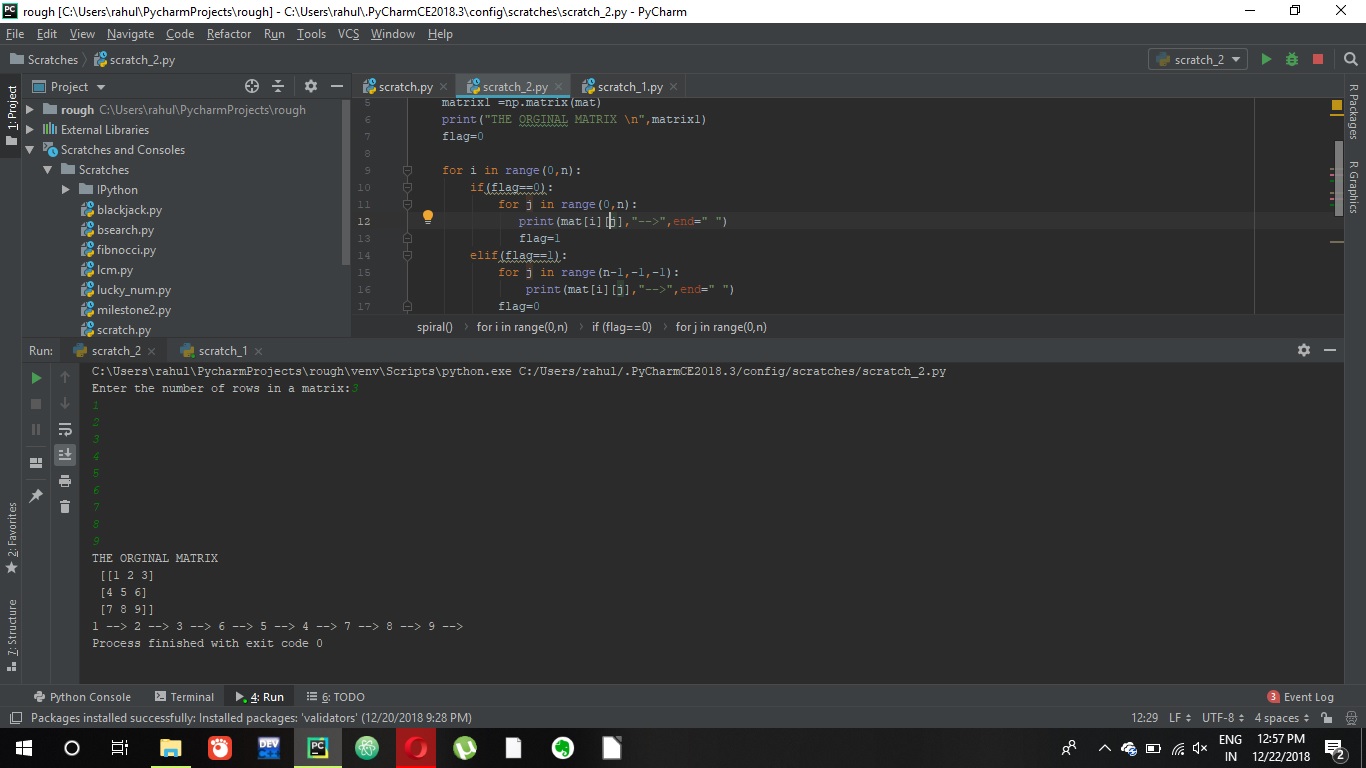 rough [C:\Users\rahul\PycharmProjects\rough] - C:\Users\rahul\.PyCharmCE2018.3\config\scratches\scratch_2.py - PyCharm
File Edit View Navigate Code Refactor Run Tools VCS Window Help
Scratches scratch_2.py scratch_2
Project scratch.py scratch_2.py scratch_1.py
1: Project
rough C:\Users\rahul\PycharmProjects\rough
External Libraries
Scratches and Consoles
Scratches
IPython
blackjack.py
bsearch.py
fibnocci.py
lcm.py
lucky_num.py
milestone2.py
scratch.py
5 matrix1 =np.matrix(mat)
6 print("THE ORGINAL MATRIX \n",matrix1)
7 flag=0
8
9 for i in range(0,n):
10 if(flag==0):
11 for j in range(0,n):
12 print(mat[i][j],"-->",end=" ")
13 flag=1
14 elif(flag==1):
15 for j in range(n-1,-1,-1):
16 print(mat[i][j],"-->",end=" ")
17 flag=0
spiral() for i in range(0,n) if (flag==0) for j in range(0,n)
R Packages
R Graphics
Run: scratch_2 scratch_1
C:\Users\rahul\PycharmProjects\rough\venv\Scripts\python.exe C:/Users/rahul/.PyCharmCE2018.3/config/scratches/scratch_2.py
Enter the number of rows in a matrix:3
1
2
3
4
5
6
7
8
9
THE ORGINAL MATRIX
[[1 2 3]
[4 5 6]
[7 8 9]]
1 --> 2 --> 3 --> 6 --> 5 --> 4 --> 7 --> 8 --> 9 -->
Process finished with exit code 0
2: Favorites
7: Structure
Python Console Terminal 4: Run 6: TODO 3 Event Log
Packages installed successfully: Installed packages: 'validators' (12/20/2018 9:28 PM) 12:29 LF UTF-8 4 spaces
DEV PC ENG 12:57 PM
IN 12/22/2018 2